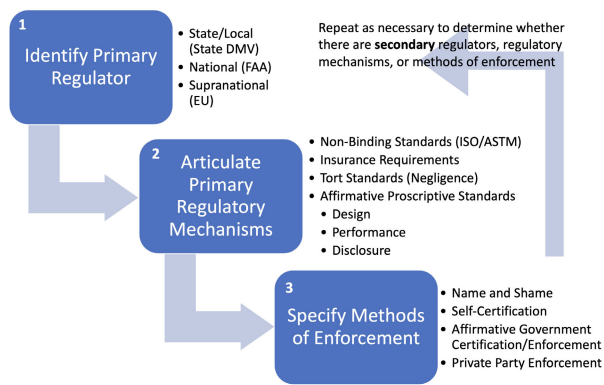 1
Identify Primary
Regulator
• State/Local
(State DMV)
• National (FAA)
• Supranational
(EU)
Repeat as necessary to determine whether
there are secondary regulators, regulatory
mechanisms, or methods of enforcement
2
Articulate
Primary
Regulatory
Mechanisms
• Non-Binding Standards (ISO/ASTM)
• Insurance Requirements
• Tort Standards (Negligence)
• Affirmative Proscriptive Standards
• Design
• Performance
• Disclosure
3
Specify Methods
of Enforcement
• Name and Shame
• Self-Certification
• Affirmative Government
Certification/Enforcement
• Private Party Enforcement